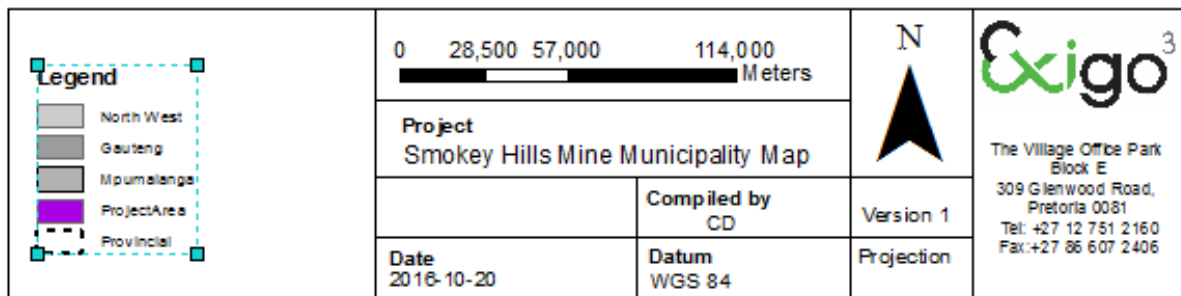 Legend
North West
Gauteng
Mpumalanga
ProjectArea
Provincial
0 28,500 57,000 114,000
Meters
Project
Smokey Hills Mine Municipality Map
Compiled by
CD
Date
2016-10-20
Datum
WGS 84
N
Version 1
Projection
exigo3
The Village Office Park
Block E
309 Glenwood Road,
Pretoria 0081
Tel: +27 12 751 2160
Fax:+27 86 607 2406